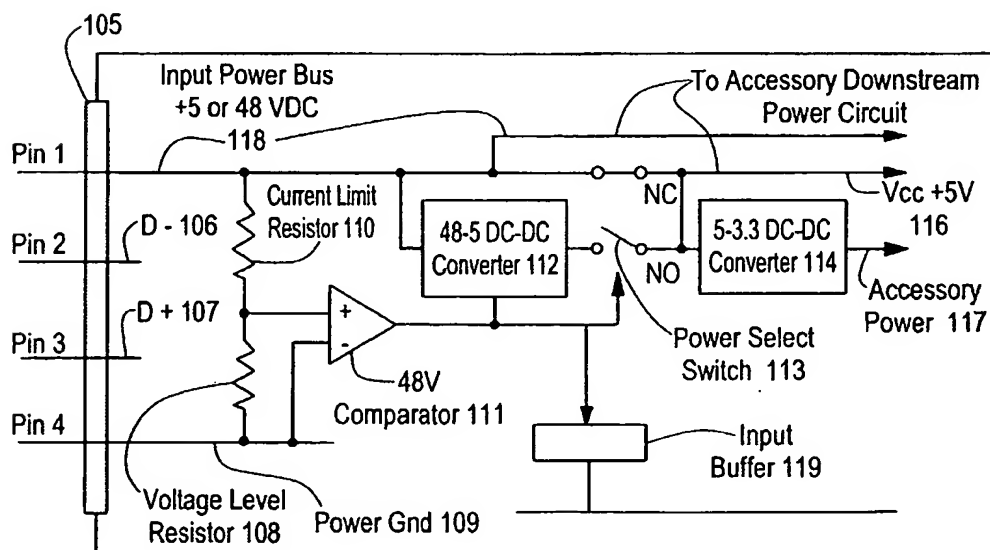 105
Input Power Bus
+5 or 48 VDC
118
To Accessory Downstream
Power Circuit
Pin 1
NC
Vcc +5V
116
Current Limit
Resistor 110
D - 106
Pin 2
48-5 DC-DC
Converter 112
NO
5-3.3 DC-DC
Converter 114
Accessory
Power 117
D + 107
Pin 3
+
-
Power Select
Switch 113
48V
Comparator 111
Pin 4
Input
Buffer 119
Voltage Level
Resistor 108
Power Gnd 109